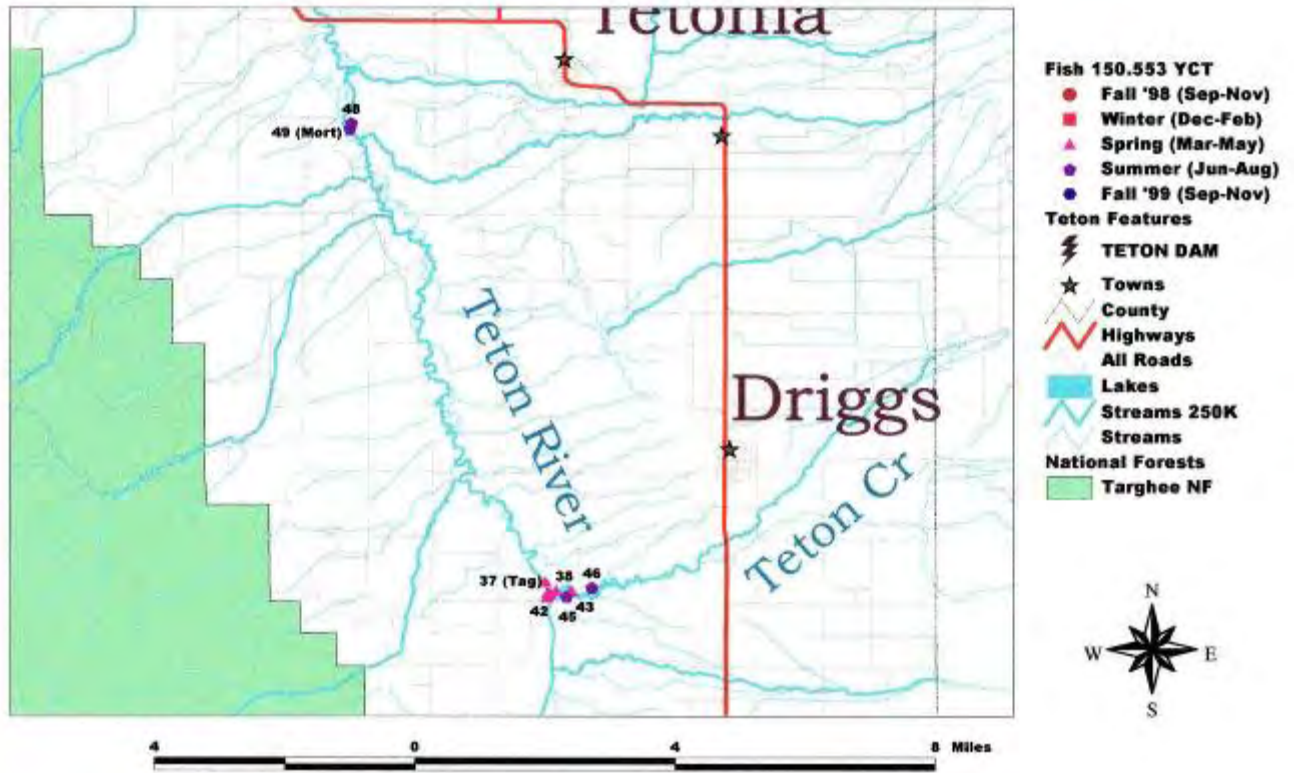 Tetonia
48
49 (Mort)
Teton River
Driggs
Teton Cr
37 (Tag)
38
46
42
45
43
Fish 150.553 YCT
Fall '98 (Sep-Nov)
Winter (Dec-Feb)
Spring (Mar-May)
Summer (Jun-Aug)
Fall '99 (Sep-Nov)
Teton Features
TETON DAM
Towns
County
Highways
All Roads
Lakes
Streams 250K
Streams
National Forests
Targhee NF
N
W
E
S
4 0 4 8 Miles